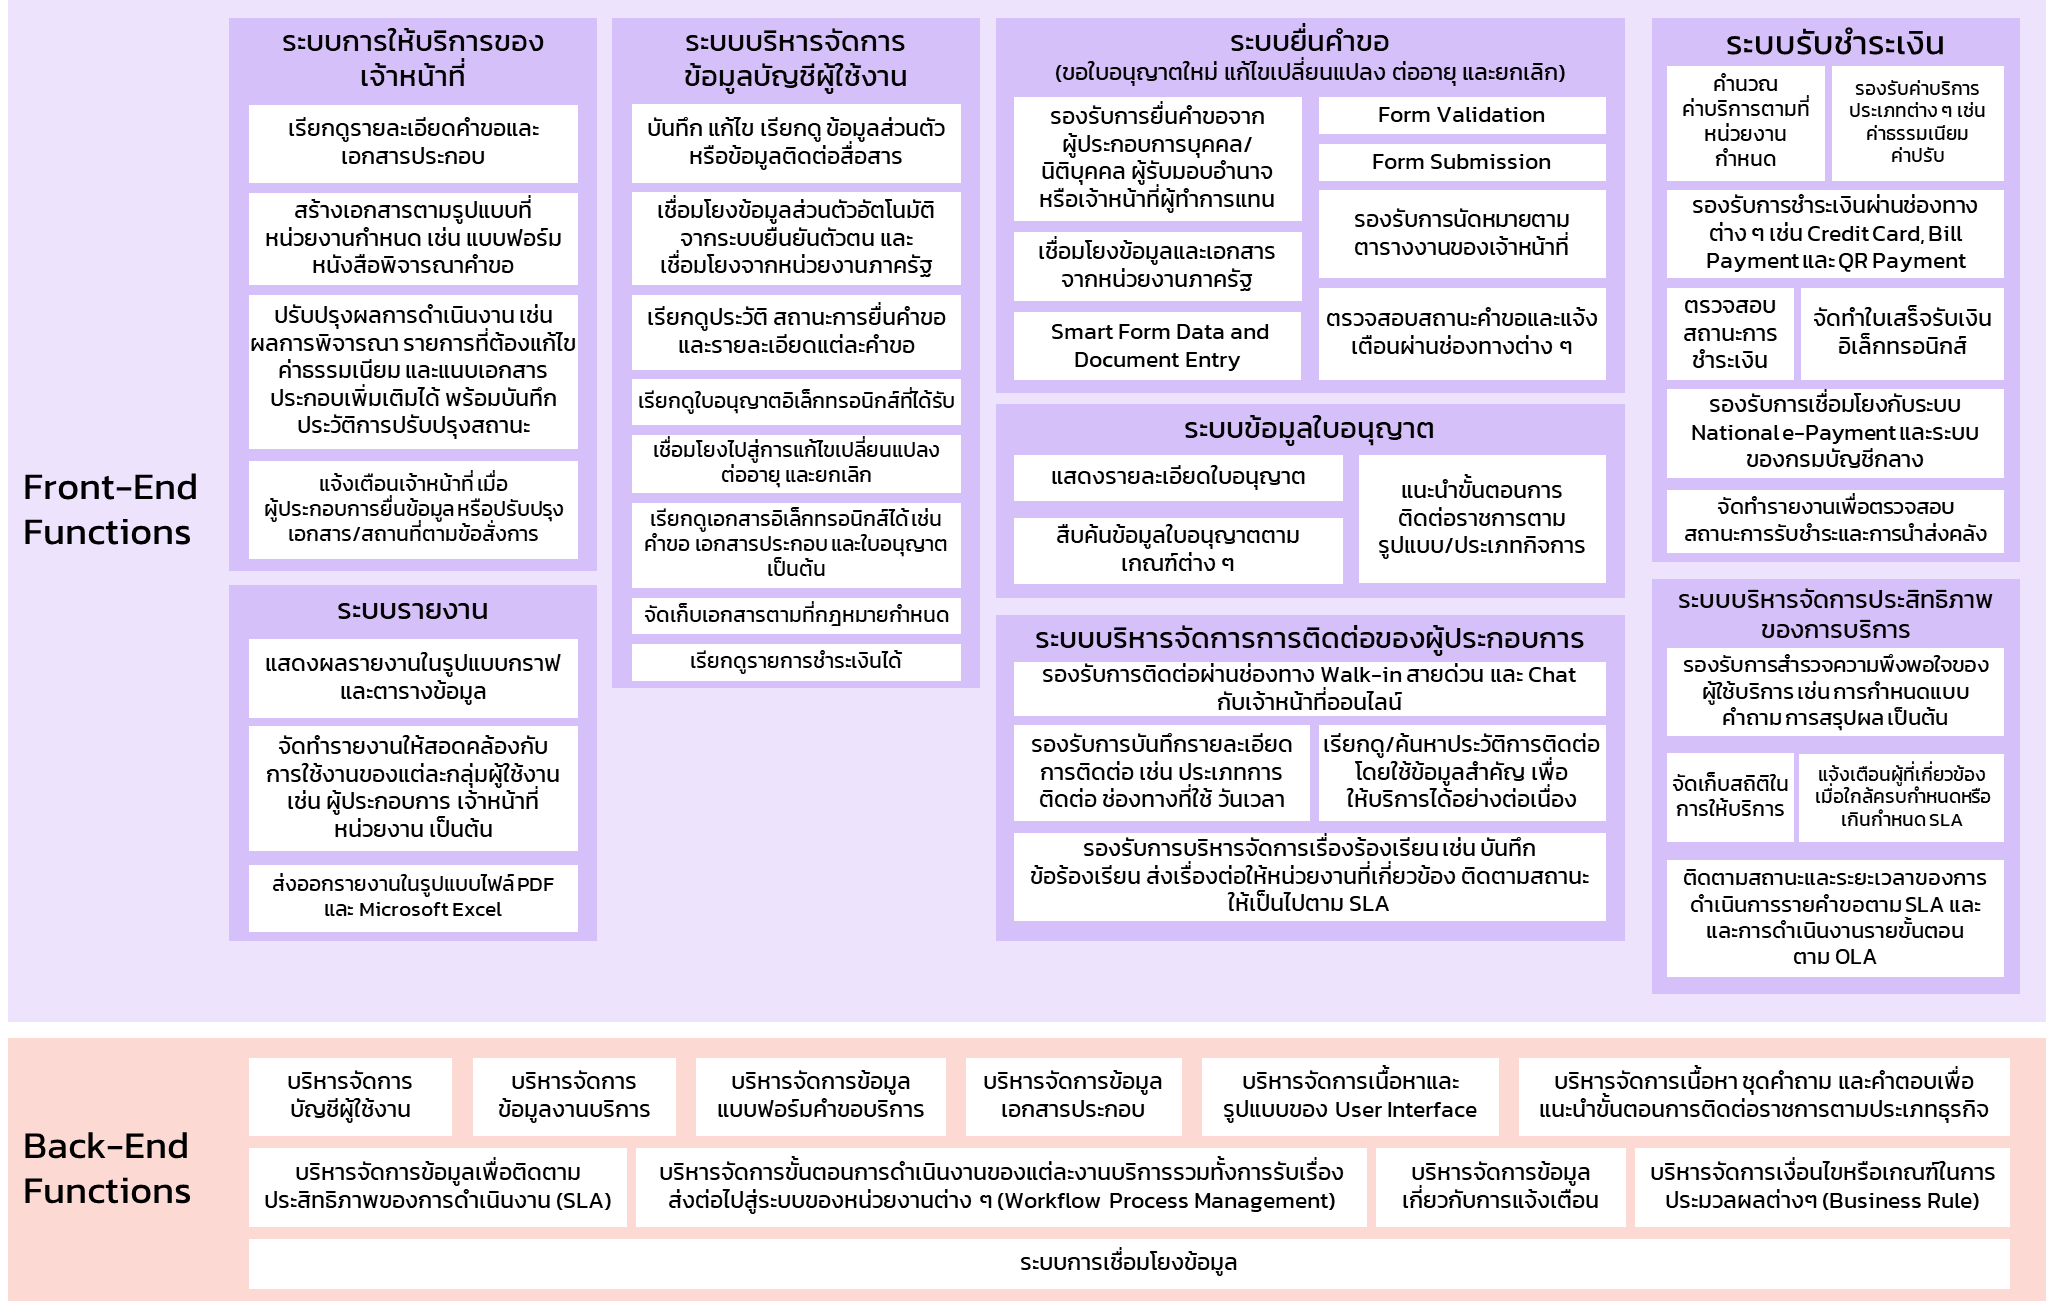 Front-End
Functions
ระบบการให้บริการของ
เจ้าหน้าที่
เรียกดูรายละเอียดคำขอและ
เอกสารประกอบ
สร้างเอกสารตามรูปแบบที่
หน่วยงานกำหนด เช่น แบบฟอร์ม
หนังสือพิจารณาคำขอ
ปรับปรุงผลการดำเนินงาน เช่น
ผลการพิจารณา รายการที่ต้องแก้ไข
ค่าธรรมเนียม และแนบเอกสาร
ประกอบเพิ่มเติมได้ พร้อมบันทึก
ประวัติการปรับปรุงสถานะ
แจ้งเตือนเจ้าหน้าที่ เมื่อ
ผู้ประกอบการยื่นข้อมูล หรือปรับปรุง
เอกสาร/สถานที่ตามข้อสั่งการ
ระบบรายงาน
แสดงผลรายงานในรูปแบบกราฟ
และตารางข้อมูล
จัดทำรายงานให้สอดคล้องกับ
การใช้งานของแต่ละกลุ่มผู้ใช้งาน
เช่น ผู้ประกอบการ เจ้าหน้าที่
หน่วยงาน เป็นต้น
ส่งออกรายงานในรูปแบบไฟล์ PDF
และ Microsoft Excel
ระบบบริหารจัดการ
ข้อมูลบัญชีผู้ใช้งาน
บันทึก แก้ไข เรียกดู ข้อมูลส่วนตัว
หรือข้อมูลติดต่อสื่อสาร
เชื่อมโยงข้อมูลส่วนตัวอัตโนมัติ
จากระบบยืนยันตัวตน และ
เชื่อมโยงจากหน่วยงานภาครัฐ
เรียกดูประวัติ สถานะการยื่นคำขอ
และรายละเอียดแต่ละคำขอ
เรียกดูใบอนุญาตอิเล็กทรอนิกส์ที่ได้รับ
เชื่อมโยงไปสู่การแก้ไขเปลี่ยนแปลง
ต่ออายุ และยกเลิก
เรียกดูเอกสารอิเล็กทรอนิกส์ได้ เช่น
คำขอ เอกสารประกอบ และใบอนุญาต
เป็นต้น
จัดเก็บเอกสารตามที่กฎหมายกำหนด
เรียกดูรายการชำระเงินได้
ระบบยื่นคำขอ
(ขอใบอนุญาตใหม่ แก้ไขเปลี่ยนแปลง ต่ออายุ และยกเลิก)
รองรับการยื่นคำขอจาก
ผู้ประกอบการบุคคล/
นิติบุคคล ผู้รับมอบอำนาจ
หรือเจ้าหน้าที่ผู้ทำการแทน
เชื่อมโยงข้อมูลและเอกสาร
จากหน่วยงานภาครัฐ
Smart Form Data and
Document Entry
Form Validation
Form Submission
รองรับการนัดหมายตาม
ตารางงานของเจ้าหน้าที่
ตรวจสอบสถานะคำขอและแจ้ง
เตือนผ่านช่องทางต่าง ๆ
ระบบข้อมูลใบอนุญาต
แสดงรายละเอียดใบอนุญาต
สืบค้นข้อมูลใบอนุญาตตาม
เกณฑ์ต่าง ๆ
แนะนำขั้นตอนการ
ติดต่อราชการตาม
รูปแบบ/ประเภทกิจการ
ระบบบริหารจัดการการติดต่อของผู้ประกอบการ
รองรับการติดต่อผ่านช่องทาง Walk-in สายด่วน และ Chat
กับเจ้าหน้าที่ออนไลน์
รองรับการบันทึกรายละเอียด
การติดต่อ เช่น ประเภทการ
ติดต่อ ช่องทางที่ใช้ วันเวลา
เรียกดู/ค้นหาประวัติการติดต่อ
โดยใช้ข้อมูลสำคัญ เพื่อ
ให้บริการได้อย่างต่อเนื่อง
รองรับการบริหารจัดการเรื่องร้องเรียน เช่น บันทึก
ข้อร้องเรียน ส่งเรื่องต่อให้หน่วยงานที่เกี่ยวข้อง ติดตามสถานะ
ให้เป็นไปตาม SLA
ระบบรับชำระเงิน
คำนวณ
ค่าบริการตามที่
หน่วยงาน
กำหนด
รองรับค่าบริการ
ประเภทต่าง ๆ เช่น
ค่าธรรมเนียม
ค่าปรับ
รองรับการชำระเงินผ่านช่องทาง
ต่าง ๆ เช่น Credit Card, Bill
Payment และ QR Payment
ตรวจสอบ
สถานะการ
ชำระเงิน
จัดทำใบเสร็จรับเงิน
อิเล็กทรอนิกส์
รองรับการเชื่อมโยงกับระบบ
National e-Payment และระบบ
ของกรมบัญชีกลาง
จัดทำรายงานเพื่อตรวจสอบ
สถานะการรับชำระและการนำส่งคลัง
ระบบบริหารจัดการประสิทธิภาพ
ของการบริการ
รองรับการสำรวจความพึงพอใจของ
ผู้ใช้บริการ เช่น การกำหนดแบบ
คำถาม การสรุปผล เป็นต้น
จัดเก็บสถิติใน
การให้บริการ
แจ้งเตือนผู้ที่เกี่ยวข้อง
เมื่อใกล้ครบกำหนดหรือ
เกินกำหนด SLA
ติดตามสถานะและระยะเวลาของการ
ดำเนินการรายคำขอตาม SLA และ
และการดำเนินงานรายขั้นตอน
ตาม OLA
Back-End
Functions
บริหารจัดการ
บัญชีผู้ใช้งาน
บริหารจัดการ
ข้อมูลงานบริการ
บริหารจัดการข้อมูล
แบบฟอร์มคำขอบริการ
บริหารจัดการข้อมูล
เอกสารประกอบ
บริหารจัดการเนื้อหาและ
รูปแบบของ User Interface
บริหารจัดการเนื้อหา ชุดคำถาม และคำตอบเพื่อ
แนะนำขั้นตอนการติดต่อราชการตามประเภทธุรกิจ
บริหารจัดการข้อมูลเพื่อติดตาม
ประสิทธิภาพของการดำเนินงาน (SLA)
บริหารจัดการขั้นตอนการดำเนินงานของแต่ละงานบริการรวมทั้งการรับเรื่อง
ส่งต่อไปสู่ระบบของหน่วยงานต่าง ๆ (Workflow Process Management)
บริหารจัดการข้อมูล
เกี่ยวกับการแจ้งเตือน
บริหารจัดการเงื่อนไขหรือเกณฑ์ในการ
ประมวลผลต่างๆ (Business Rule)
ระบบการเชื่อมโยงข้อมูล